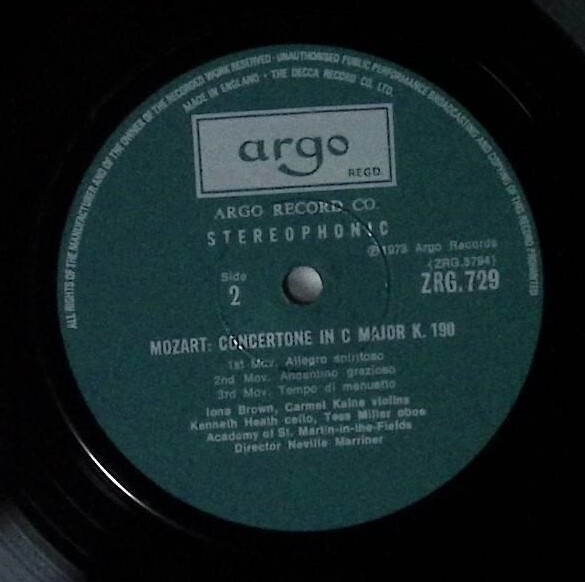 ALL RIGHTS OF THE MANUFACTURER AND OF THE OWNER OF THE RECORDED WORK RESERVED · UNAUTHORISED PUBLIC PERFORMANCE BROADCASTING AND COPYING OF THIS RECORD PROHIBITED
MADE IN ENGLAND · THE DECCA RECORD CO. LTD.
argo
REGD.
ARGO RECORD CO.
STEREOPHONIC
℗1973 Argo Records
Side
(ZRG.5794)
2
ZRG.729
MOZART: CONCERTONE IN C MAJOR K. 190
1st Mov. Allegro spiritoso
2nd Mov. Andantino grazioso
3rd Mov. Tempo di menuetto
Iona Brown, Carmel Kaine violins
Kenneth Heath cello, Tess Miller oboe
Academy of St. Martin-in-the-Fields
Director Neville Marriner